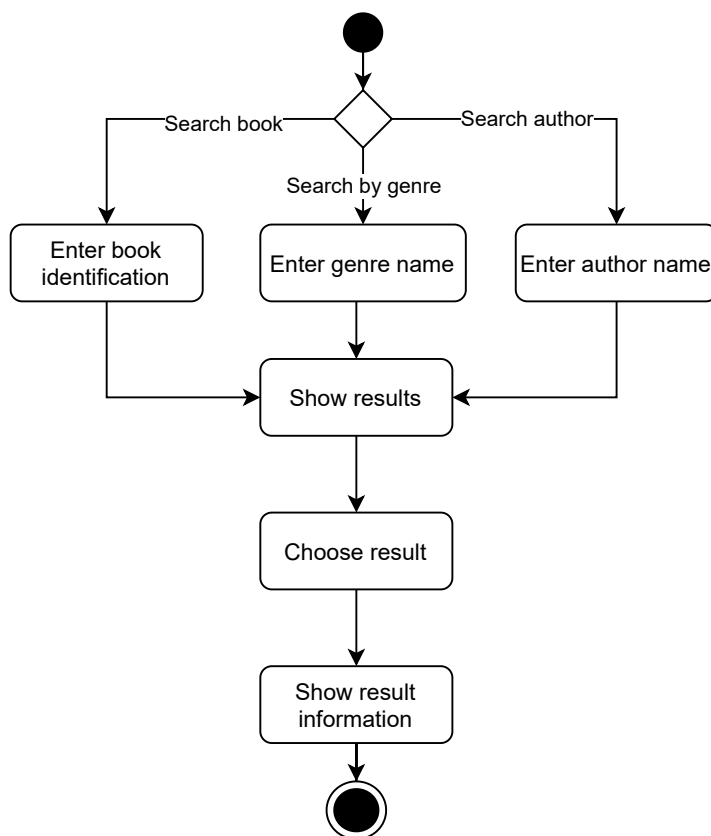 Search book
Search author
Search by genre
Enter book
identification
Enter genre name
Enter author name
Show results
Choose result
Show result
information